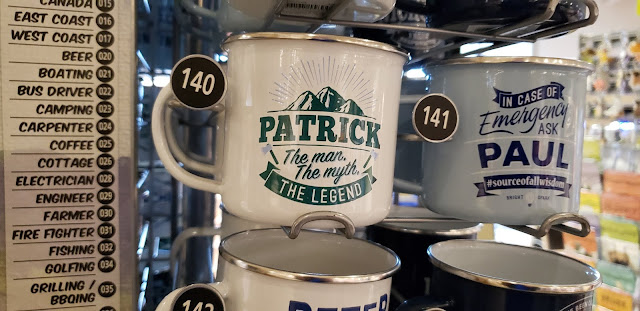 CANADA 015
EAST COAST 016
WEST COAST 017
BEER 020
BOATING 021
BUS DRIVER 022
CAMPING 023
CARPENTER 024
COFFEE 025
COTTAGE 026
ELECTRICIAN 028
ENGINEER 029
FARMER 030
FIRE FIGHTER 031
FISHING 032
GOLFING 034
GRILLING /
BBQING 035
140
PATRICK
The man.
The myth.
THE LEGEND
141
IN CASE OF
Emergency
ASK
PAUL
#sourceofallwisdom
142
PETER